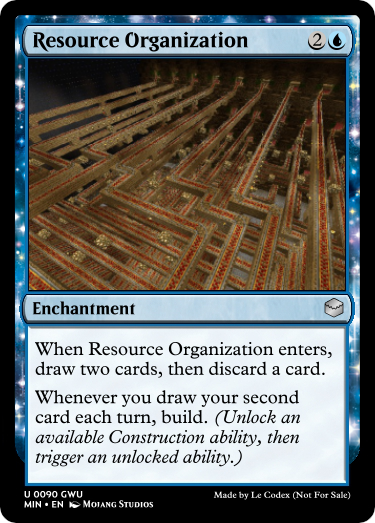 Resource Organization 2
Enchantment
When Resource Organization enters,
draw two cards, then discard a card.
Whenever you draw your second
card each turn, build. (Unlock an
available Construction ability, then
trigger an unlocked ability.)
U 0090 GWU
MIN • EN Mojang Studios
Made by Le Codex (Not For Sale)